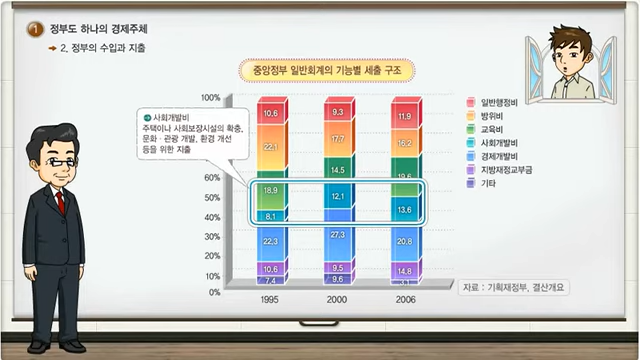 1 정부도 하나의 경제주체
2. 정부의 수입과 지출
중앙정부 일반회계의 기능별 세출 구조
사회개발비
주택이나 사회보장시설의 확충,
문화·관광 개발, 환경 개선
등을 위한 지출
100%
60%
50%
40%
30%
20%
10%
0%
10.6
22.1
18.9
8.1
22.3
10.6
7.4
9.3
17.7
14.5
12.1
27.3
9.5
9.6
11.9
16.2
19.6
13.6
20.8
14.8
1995
2000
2006
일반행정비
방위비
교육비
사회개발비
경제개발비
지방재정교부금
기타
자료 : 기획재정부, 결산개요